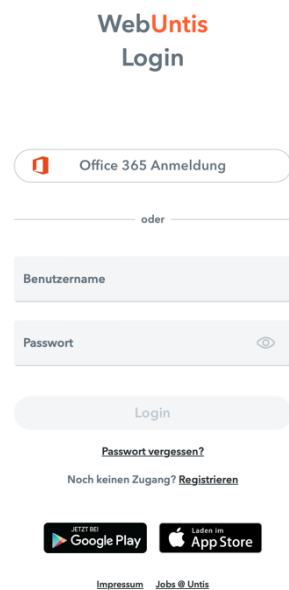 WebUntis
Login
Office 365 Anmeldung
oder
Benutzername
Passwort
Login
Passwort vergessen?
Noch keinen Zugang? Registrieren
JETZT BEI
Google Play
Laden im
App Store
Impressum Jobs @ Untis